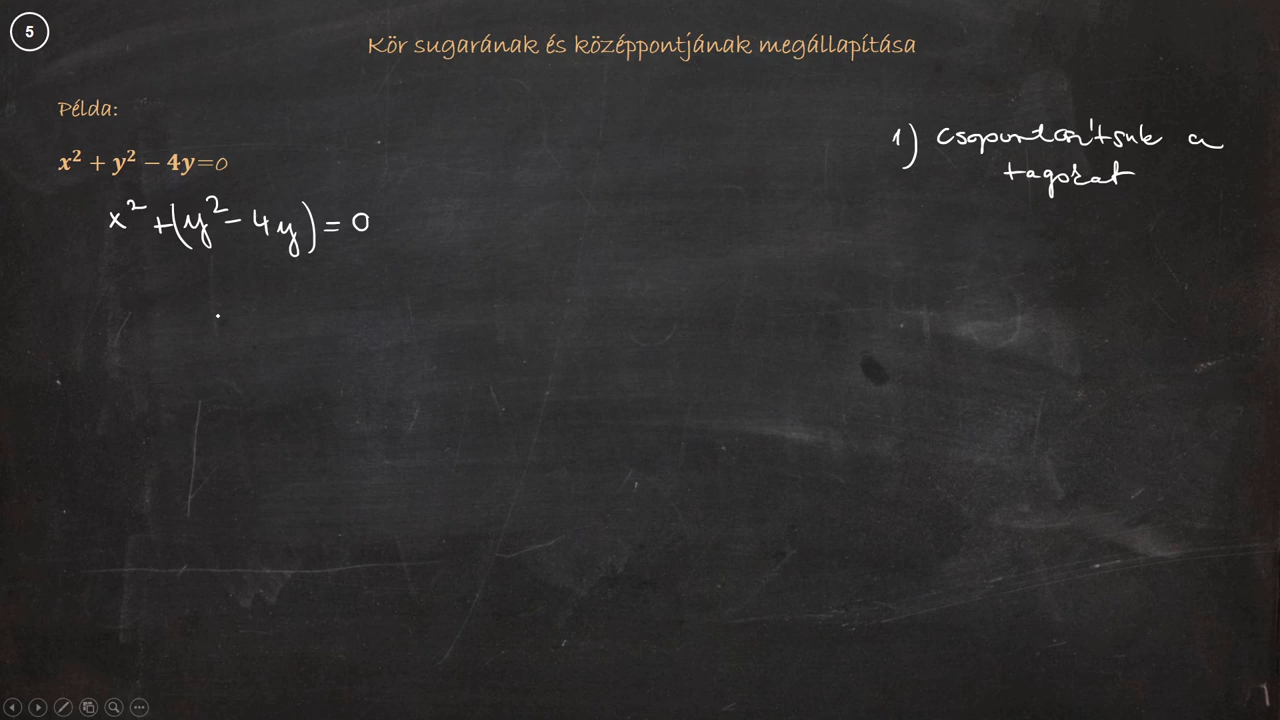 5
Kör sugarának és középpontjának megállapítása
Példa:
x² + y² − 4y=0
1) Csoportosítsuk a
tagokat
x² + (y² − 4y) = 0